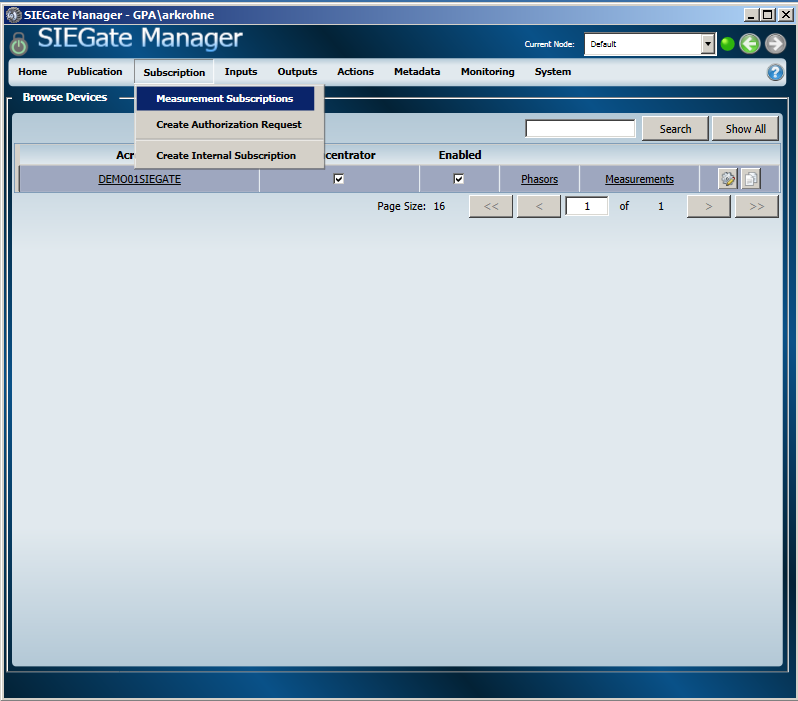 SIEGate Manager - GPA\arkrohne
SIEGate Manager
Current Node: Default
Home Publication Subscription Inputs Outputs Actions Metadata Monitoring System
Browse Devices
Measurement Subscriptions
Create Authorization Request
Create Internal Subscription
Search Show All
Acr centrator Enabled
DEMO01SIEGATE Phasors Measurements
Page Size: 16 << < 1 of 1 > >>